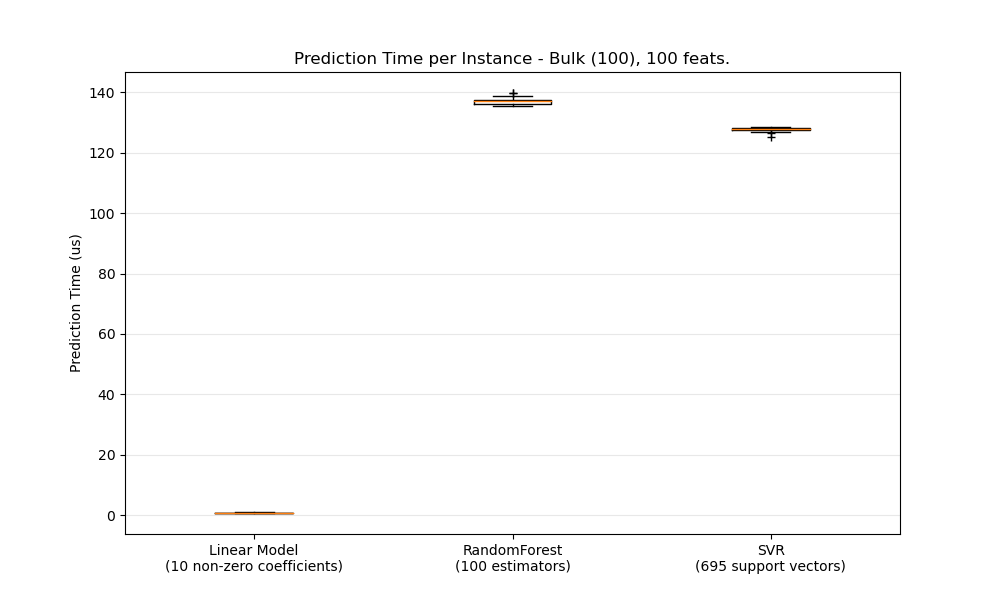 Prediction Time per Instance - Bulk (100), 100 feats.
Prediction Time (us)
140
120
100
80
60
40
20
0
Linear Model
(10 non-zero coefficients)
RandomForest
(100 estimators)
SVR
(695 support vectors)